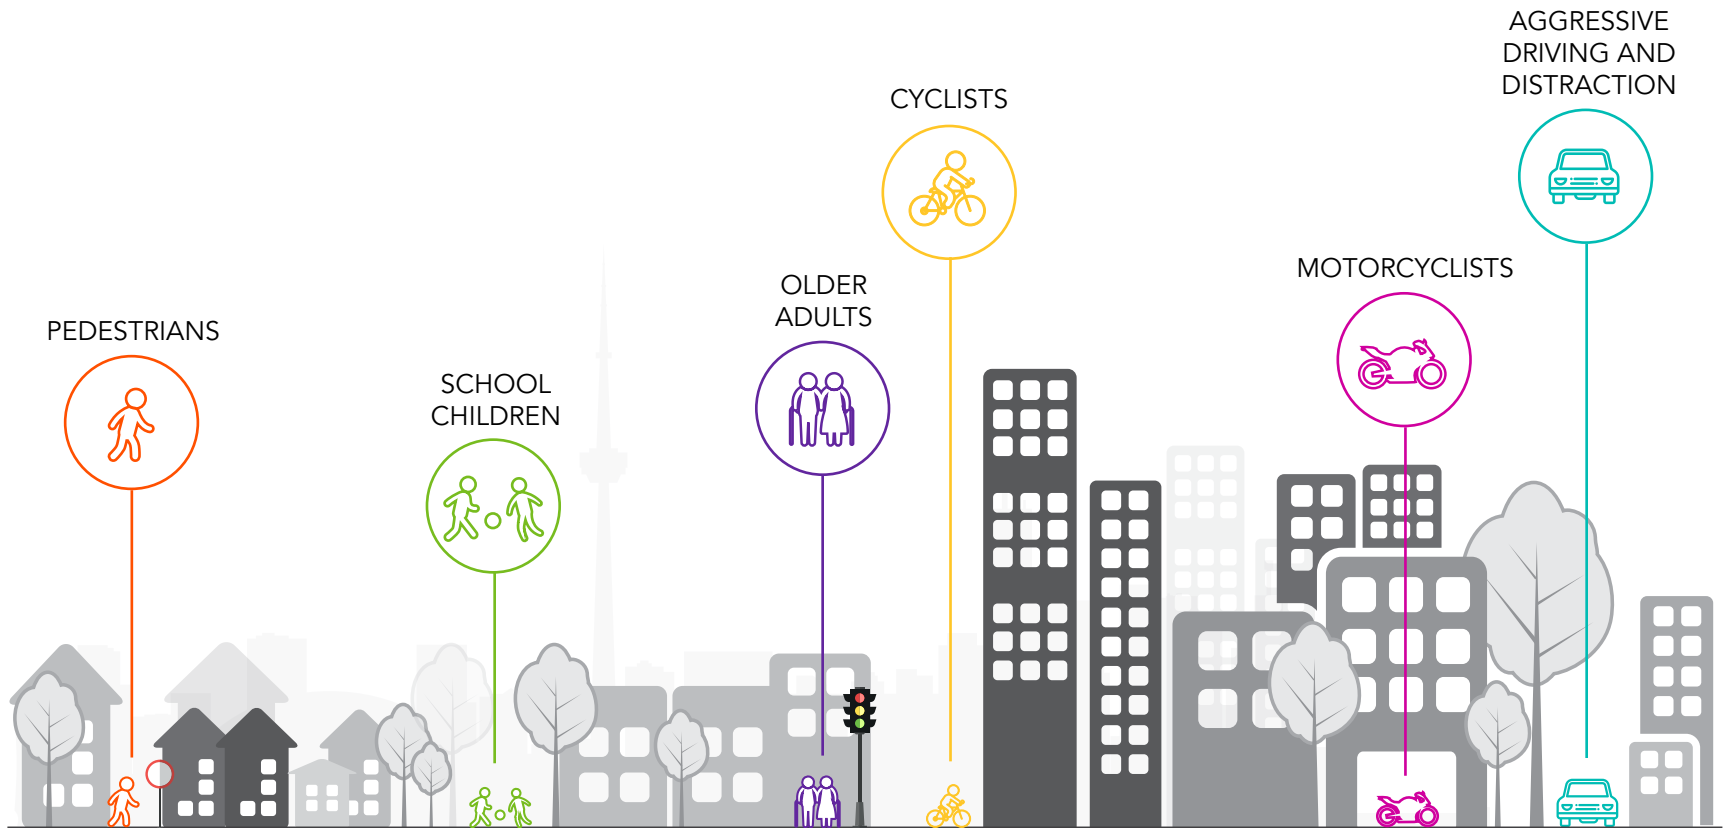 PEDESTRIANS
SCHOOL
CHILDREN
OLDER
ADULTS
CYCLISTS
MOTORCYCLISTS
AGGRESSIVE
DRIVING AND
DISTRACTION